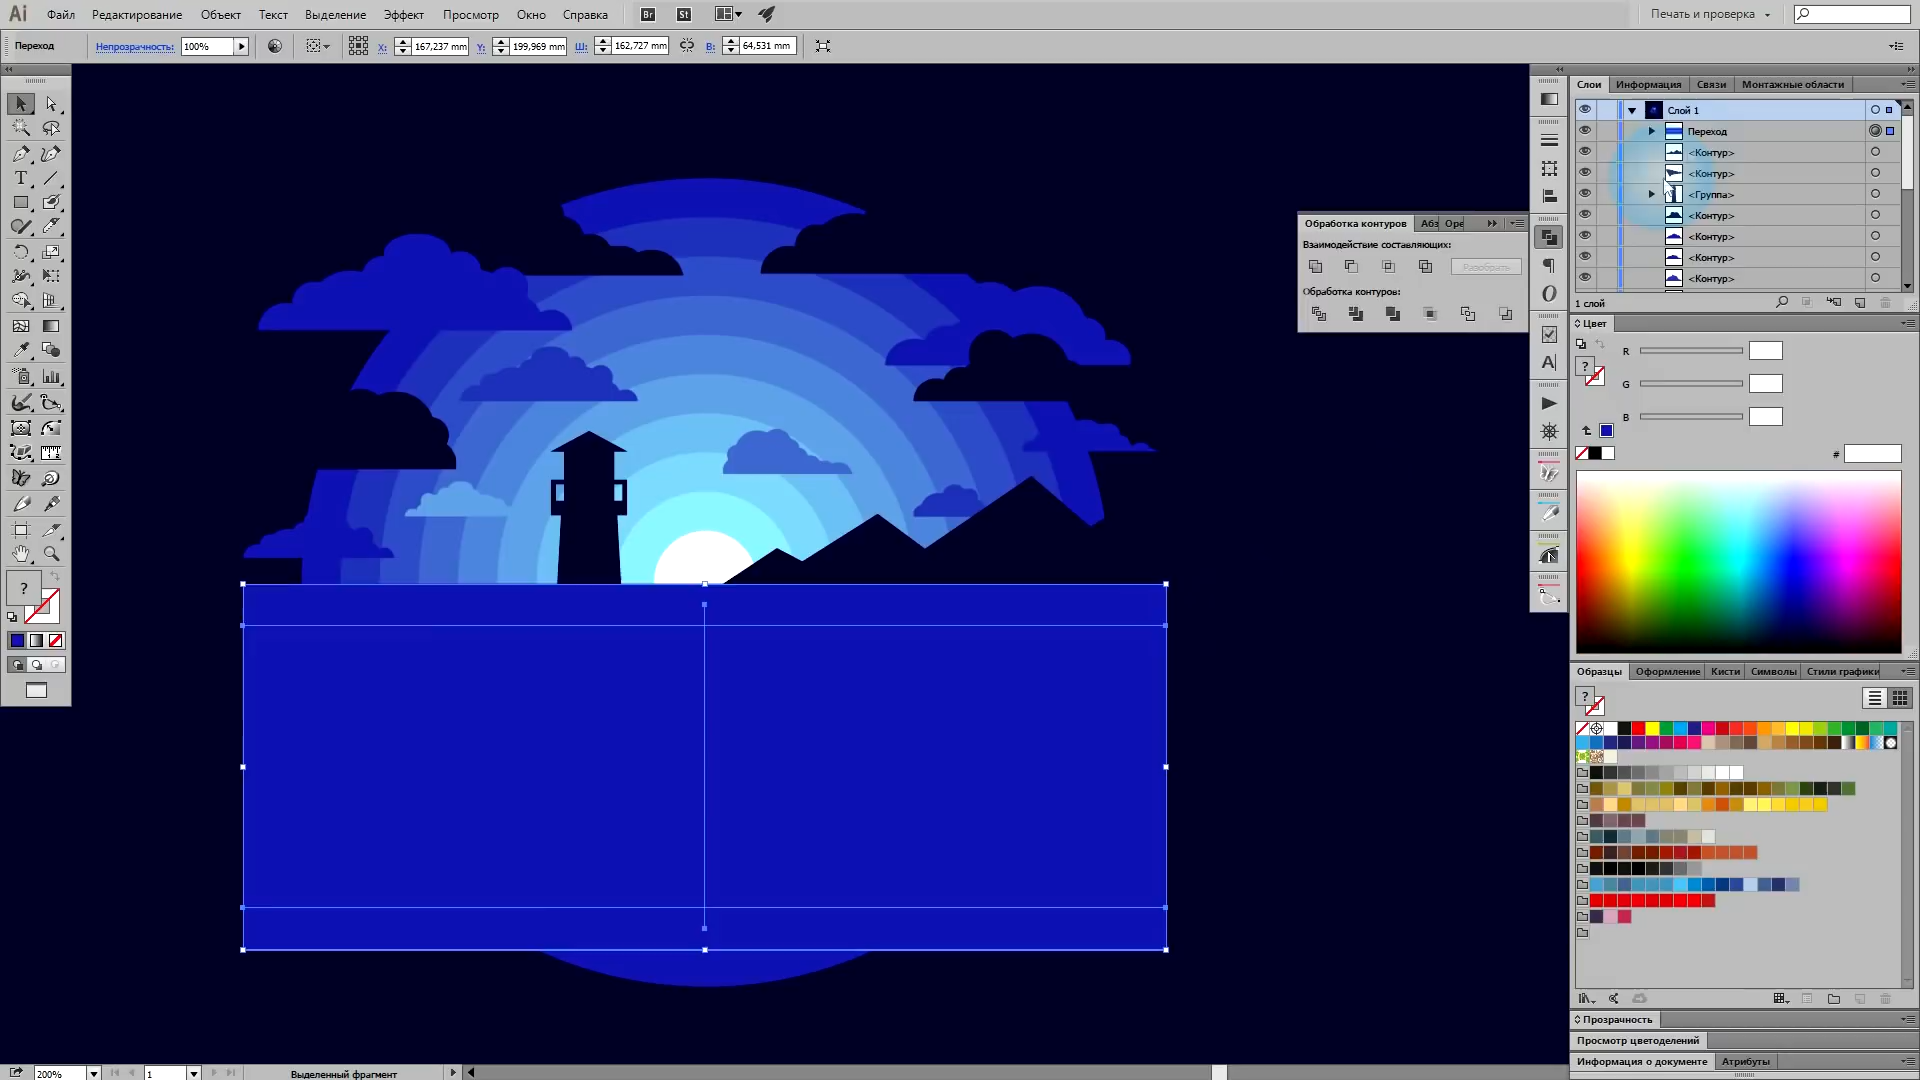 Ai Файл Редактирование Объект Текст Выделение Эффект Просмотр Окно Справка Br St Печать и проверка
Переход Непрозрачность: 100% X: 167,237 mm Y: 199,969 mm Ш: 162,727 mm В: 64,531 mm
Слои Информация Связи Монтажные области
Слой 1
Переход
<Контур>
<Контур>
<Группа>
<Контур>
<Контур>
<Контур>
<Контур>
1 слой
Обработка контуров
Взаимодействие составляющих:
Разобрать
Обработка контуров:
Цвет
R
G
B
#
?
?
Образцы Оформление Кисти Символы Стили графики
?
Прозрачность
Просмотр цветоделений
Информация о документе Атрибуты
200% 1 Выделенный фрагмент